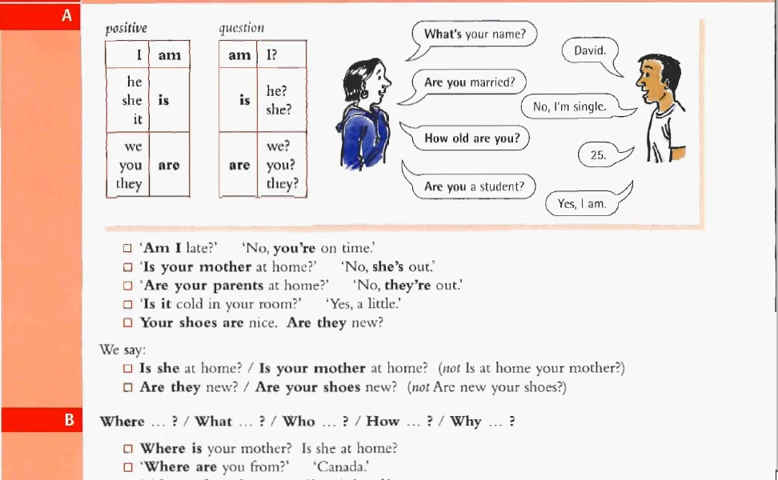 A
positive
question
I am
am I?
he
she
it
is
is
he?
she?
we
you
they
are
are
we?
you?
they?
What's your name?
David.
Are you married?
No, I'm single.
How old are you?
25.
Are you a student?
Yes, I am.
'Am I late?' 'No, you're on time.'
'Is your mother at home?' 'No, she's out.'
'Are your parents at home?' 'No, they're out.'
'Is it cold in your room?' 'Yes, a little.'
Your shoes are nice. Are they new?
We say:
Is she at home? / Is your mother at home? (not Is at home your mother?)
Are they new? / Are your shoes new? (not Are new your shoes?)
B
Where ... ? / What ... ? / Who ... ? / How ... ? / Why ... ?
Where is your mother? Is she at home?
'Where are you from?' 'Canada.'